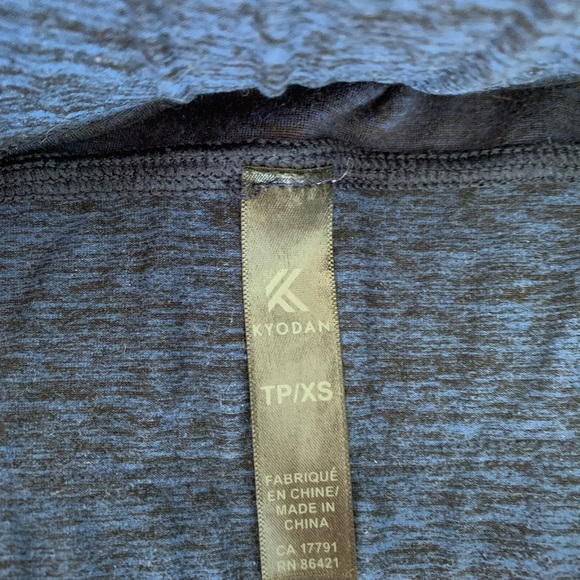 KYODAN
TP/XS
FABRIQUÉ
EN CHINE/
MADE IN
CHINA
CA 17791
RN 86421